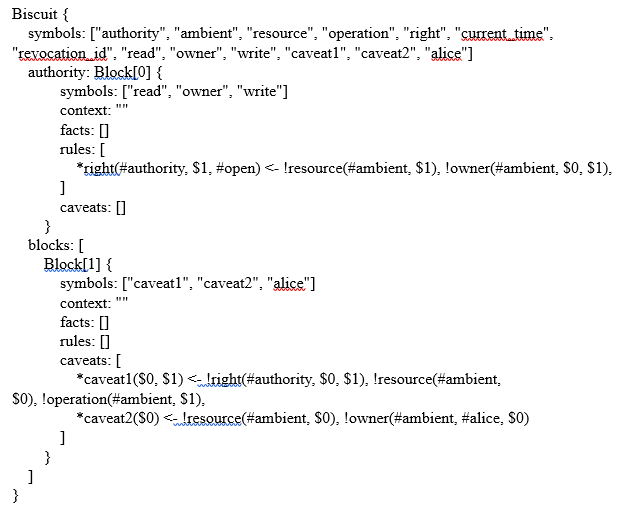 Biscuit {
symbols: ["authority", "ambient", "resource", "operation", "right", "current_time",
"revocation_id", "read", "owner", "write", "caveat1", "caveat2", "alice"]
authority: Block[0] {
symbols: ["read", "owner", "write"]
context: ""
facts: []
rules: [
*right(#authority, $1, #open) <- !resource(#ambient, $1), !owner(#ambient, $0, $1),
]
caveats: []
}
blocks: [
Block[1] {
symbols: ["caveat1", "caveat2", "alice"]
context: ""
facts: []
rules: []
caveats: [
*caveat1($0, $1) <- !right(#authority, $0, $1), !resource(#ambient,
$0), !operation(#ambient, $1),
*caveat2($0) <- !resource(#ambient, $0), !owner(#ambient, #alice, $0)
]
}
]
}